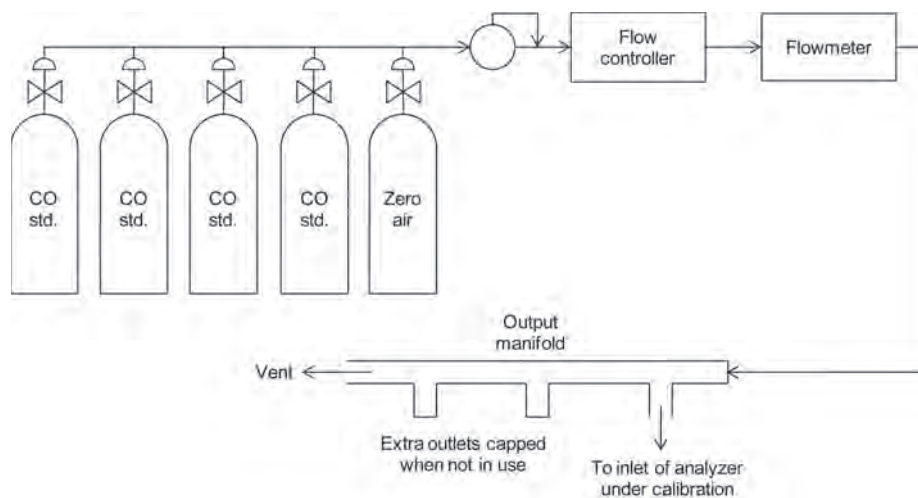 Flow
controller
Flowmeter
CO
std.
CO
std.
CO
std.
CO
std.
Zero
air
Output
manifold
Vent
Extra outlets capped
when not in use
To inlet of analyzer
under calibration